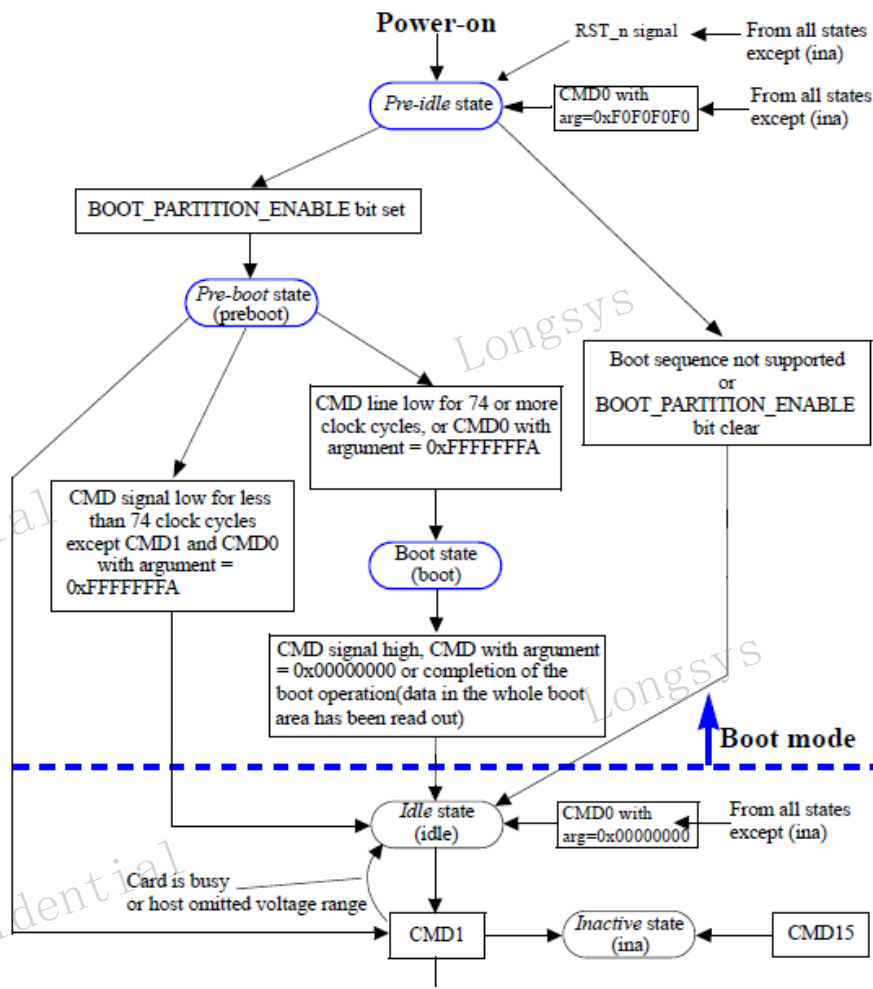 Power-on
RST_n signal
From all states
except (ina)
Pre-idle state
CMD0 with
arg=0xF0F0F0F0
From all states
except (ina)
BOOT_PARTITION_ENABLE bit set
Pre-boot state
(preboot)
Longsys
Boot sequence not supported
or
BOOT_PARTITION_ENABLE
bit clear
CMD line low for 74 or more
clock cycles, or CMD0 with
argument = 0xFFFFFFFA
CMD signal low for less
than 74 clock cycles
except CMD1 and CMD0
with argument =
0xFFFFFFFA
Boot state
(boot)
CMD signal high, CMD with argument
= 0x00000000 or completion of the
boot operation(data in the whole boot
area has been read out)
Longsys
Boot mode
Idle state
(idle)
CMD0 with
arg=0x00000000
From all states
except (ina)
Card is busy
or host omitted voltage range
CMD1
Inactive state
(ina)
CMD15